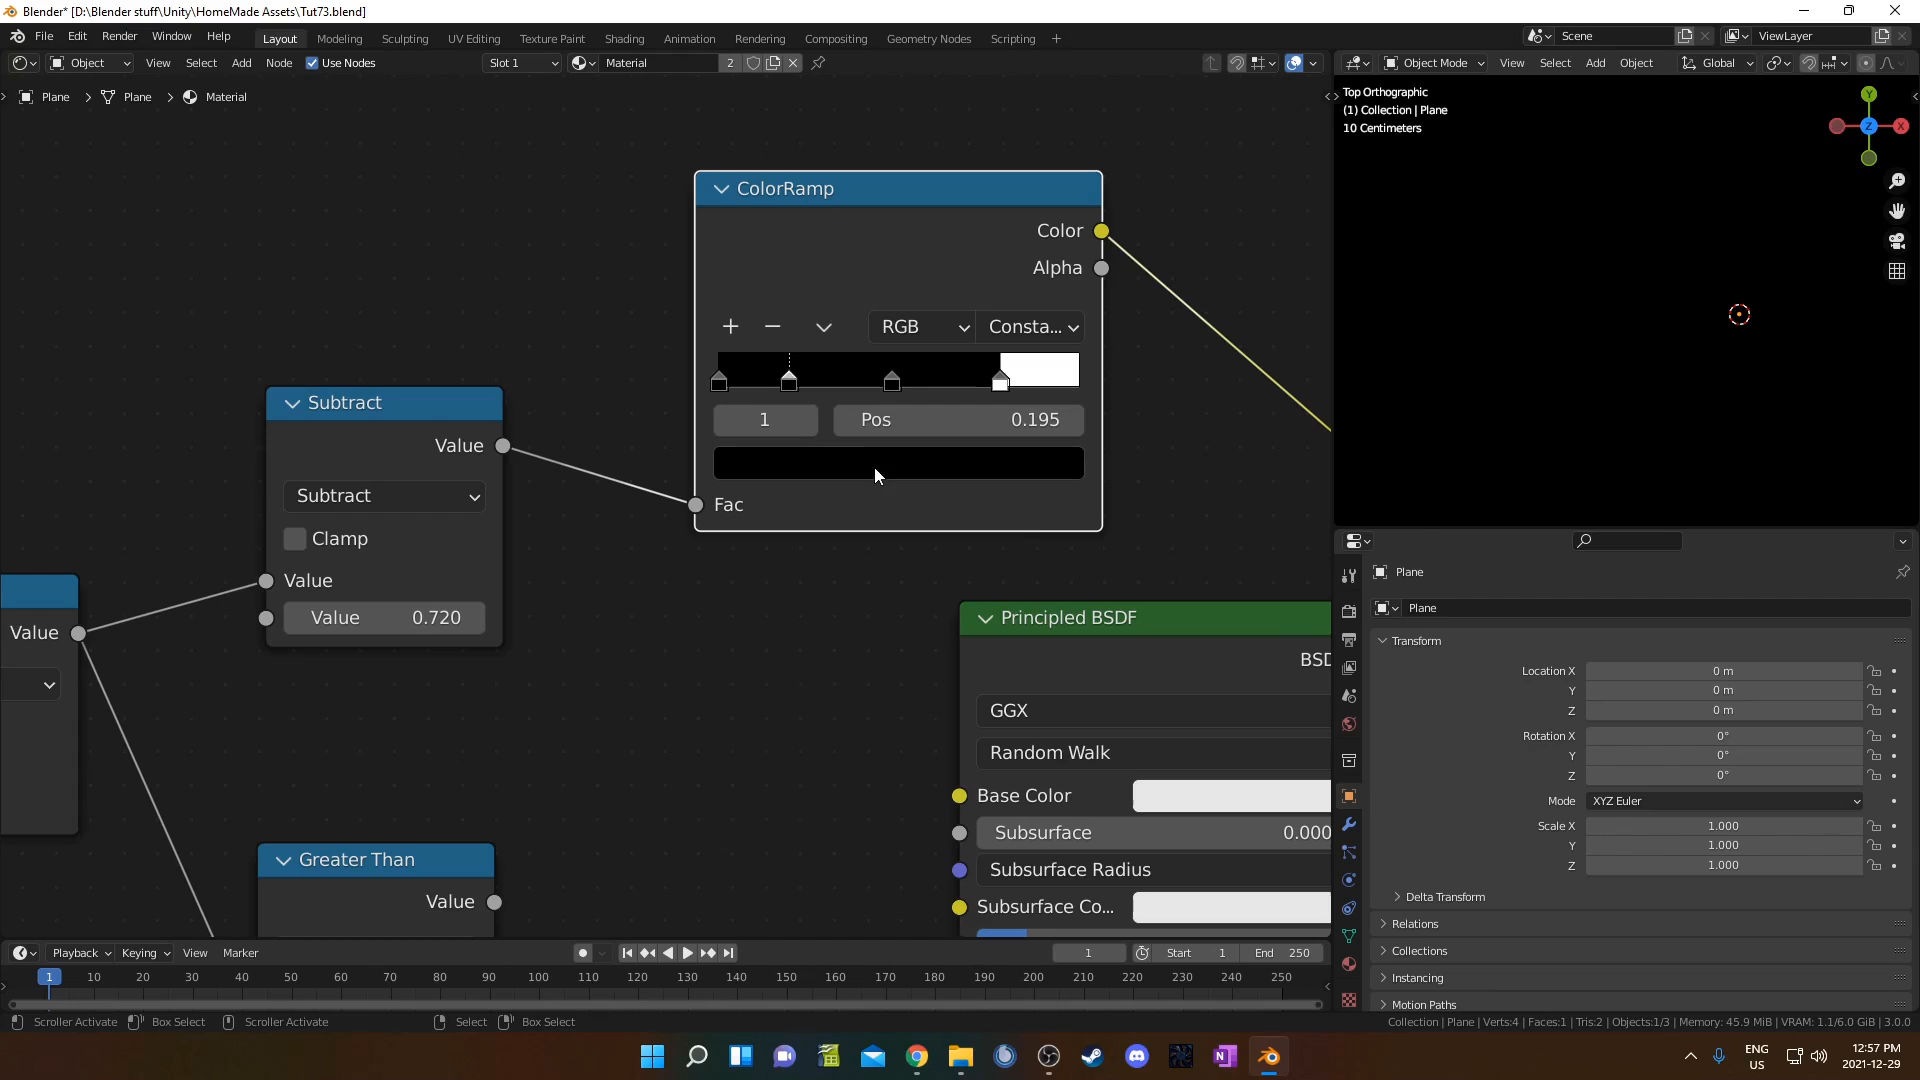 Blender* [D:\Blender stuff\Unity\HomeMade Assets\Tut73.blend]
File Edit Render Window Help Layout Modeling Sculpting UV Editing Texture Paint Shading Animation Rendering Compositing Geometry Nodes Scripting + Scene ViewLayer
Object View Select Add Node Use Nodes Slot 1 Material 2 Object Mode View Select Add Object Global
Plane > Plane > Material
Top Orthographic
(1) Collection | Plane
10 Centimeters
Y
Z
X
ColorRamp
Color
Alpha
RGB Consta...
1 Pos 0.195
Fac
Subtract
Value
Subtract
Clamp
Value
Value 0.720
Value
Greater Than
Value
Principled BSDF
BSD
GGX
Random Walk
Base Color
Subsurface 0.000
Subsurface Radius
Subsurface Co...
Plane
Plane
Transform
Location X 0 m
Y 0 m
Z 0 m
Rotation X 0°
Y 0°
Z 0°
Mode XYZ Euler
Scale X 1.000
Y 1.000
Z 1.000
Delta Transform
Relations
Collections
Instancing
Motion Paths
Playback Keying View Marker 1 Start 1 End 250
1 10 20 30 40 50 60 70 80 90 100 110 120 130 140 150 160 170 180 190 200 210 220 230 240 250
Scroller Activate Box Select Scroller Activate Select Box Select
Collection | Plane | Verts:4 | Faces:1 | Tris:2 | Objects:1/3 | Memory: 45.9 MiB | VRAM: 1.1/6.0 GiB | 3.0.0
ENG
US
12:57 PM
2021-12-29